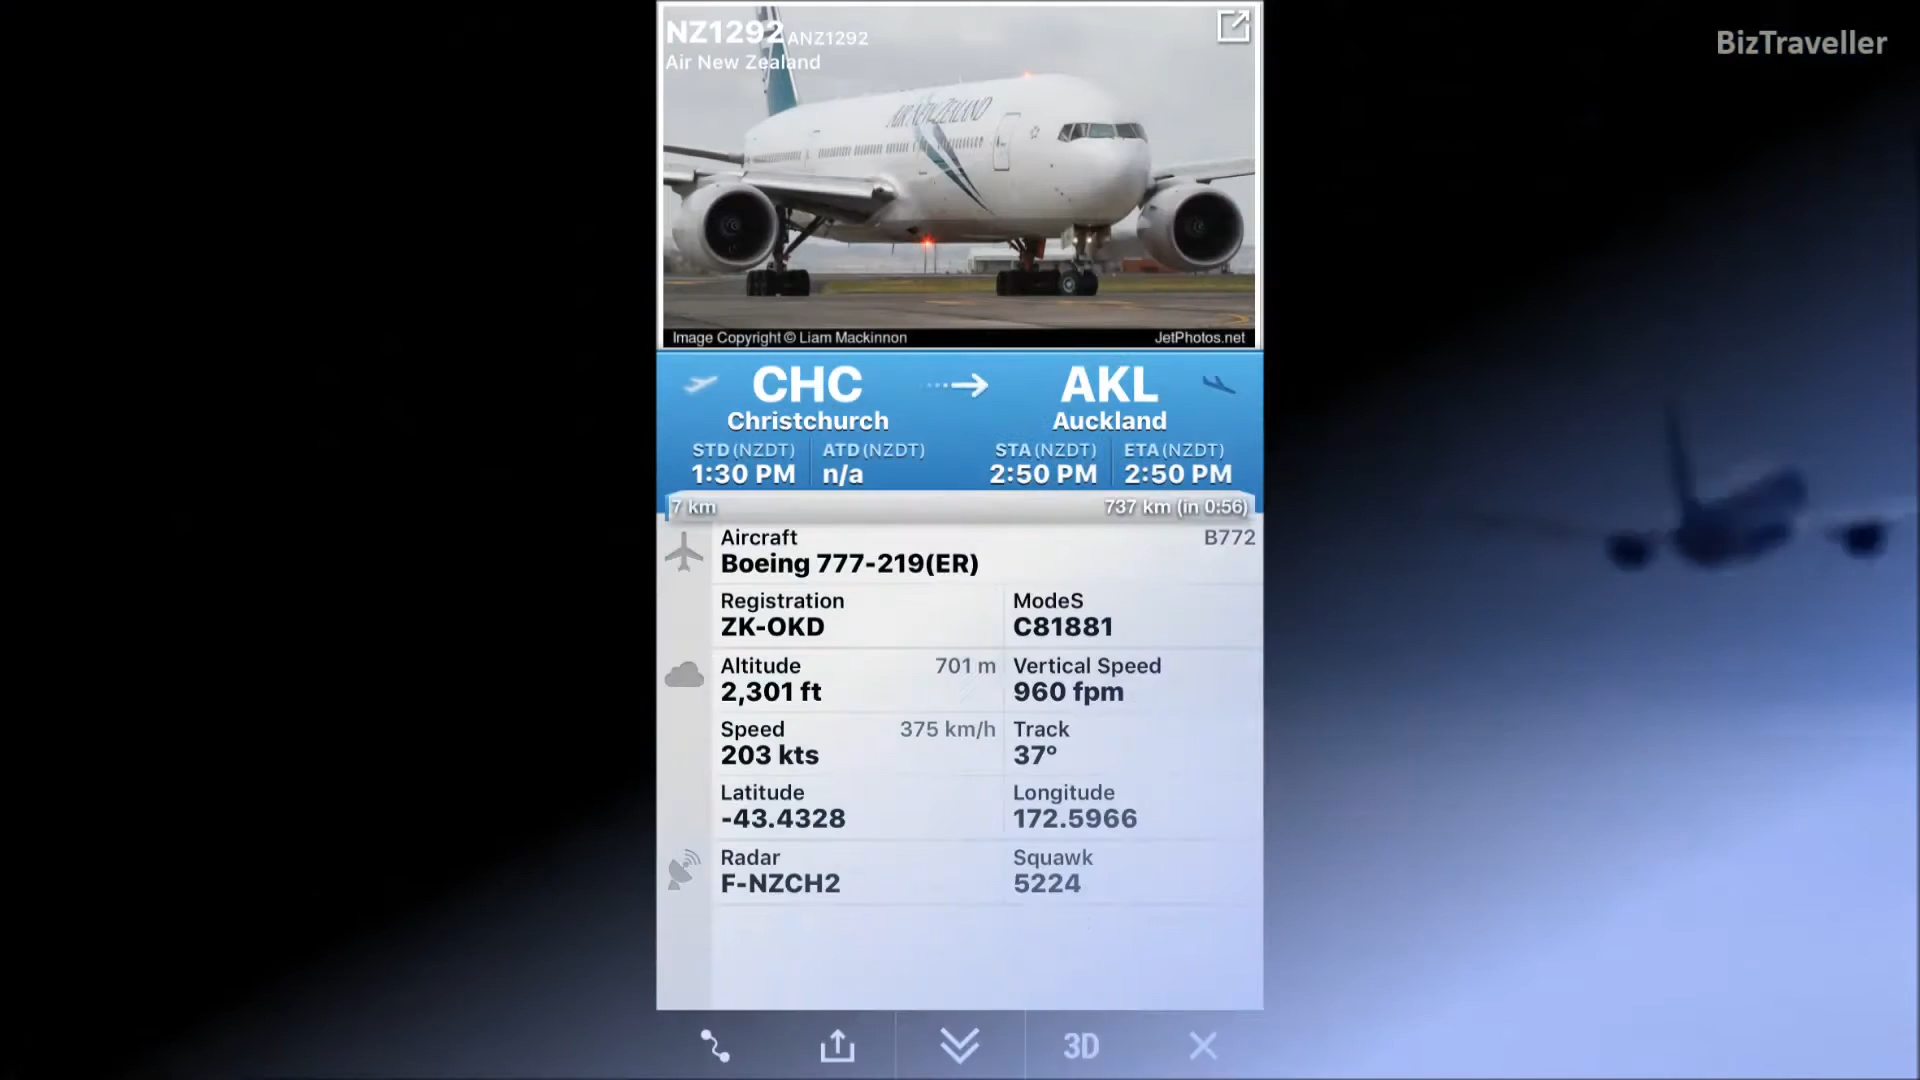 NZ1292 ANZ1292
Air New Zealand
BizTraveller
AIR NEW ZEALAND
Image Copyright © Liam Mackinnon
JetPhotos.net
CHC
AKL
Christchurch
Auckland
STD (NZDT)
ATD (NZDT)
STA (NZDT)
ETA (NZDT)
1:30 PM
n/a
2:50 PM
2:50 PM
7 km
737 km (in 0:56)
Aircraft
B772
Boeing 777-219(ER)
Registration
ModeS
ZK-OKD
C81881
Altitude
701 m
Vertical Speed
2,301 ft
960 fpm
Speed
375 km/h
Track
203 kts
37°
Latitude
Longitude
-43.4328
172.5966
Radar
Squawk
F-NZCH2
5224
3D